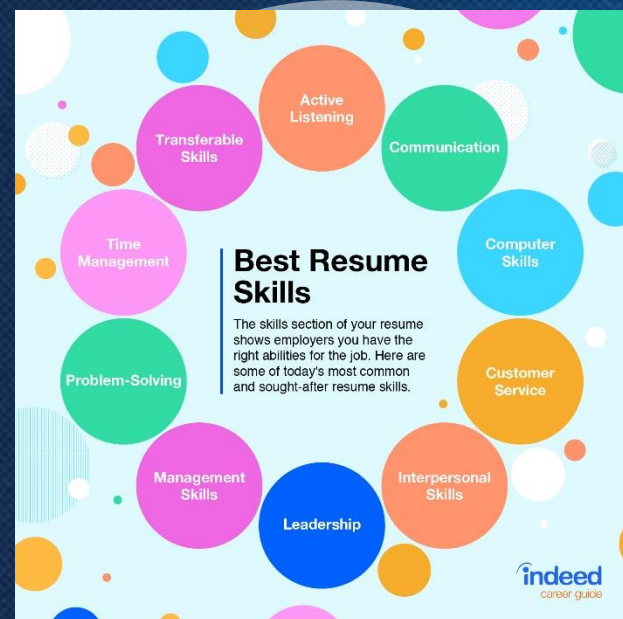 Best Resume
Skills
The skills section of your resume
shows employers you have the
right abilities for the job. Here are
some of today's most common
and sought-after resume skills.
Active
Listening
Communication
Computer
Skills
Customer
Service
Interpersonal
Skills
Leadership
Management
Skills
Problem-Solving
Time
Management
Transferable
Skills
indeed
career guide